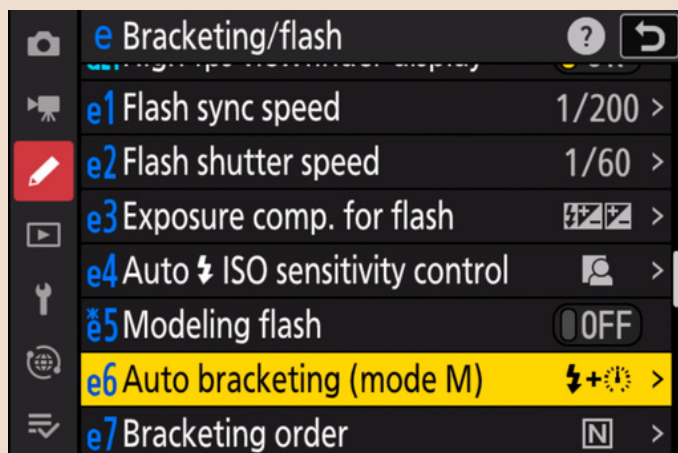 e Bracketing/flash ?
e1 Flash sync speed 1/200 >
e2 Flash shutter speed 1/60 >
e3 Exposure comp. for flash >
e4 Auto ISO sensitivity control >
*e5 Modeling flash OFF
e6 Auto bracketing (mode M) + >
e7 Bracketing order N >